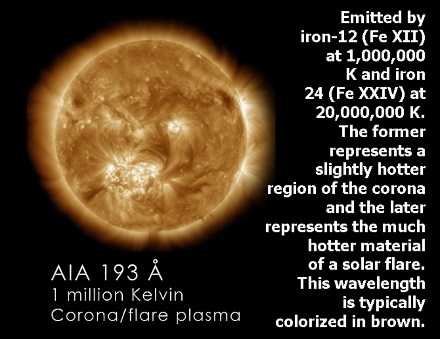 Emitted by
iron-12 (Fe XII)
at 1,000,000
K and iron
24 (Fe XXIV) at
20,000,000 K.
The former
represents a
slightly hotter
region of the corona
and the later
represents the much
hotter material
of a solar flare.
This wavelength
is typically
colorized in brown.
AIA 193 Å
1 million Kelvin
Corona/flare plasma